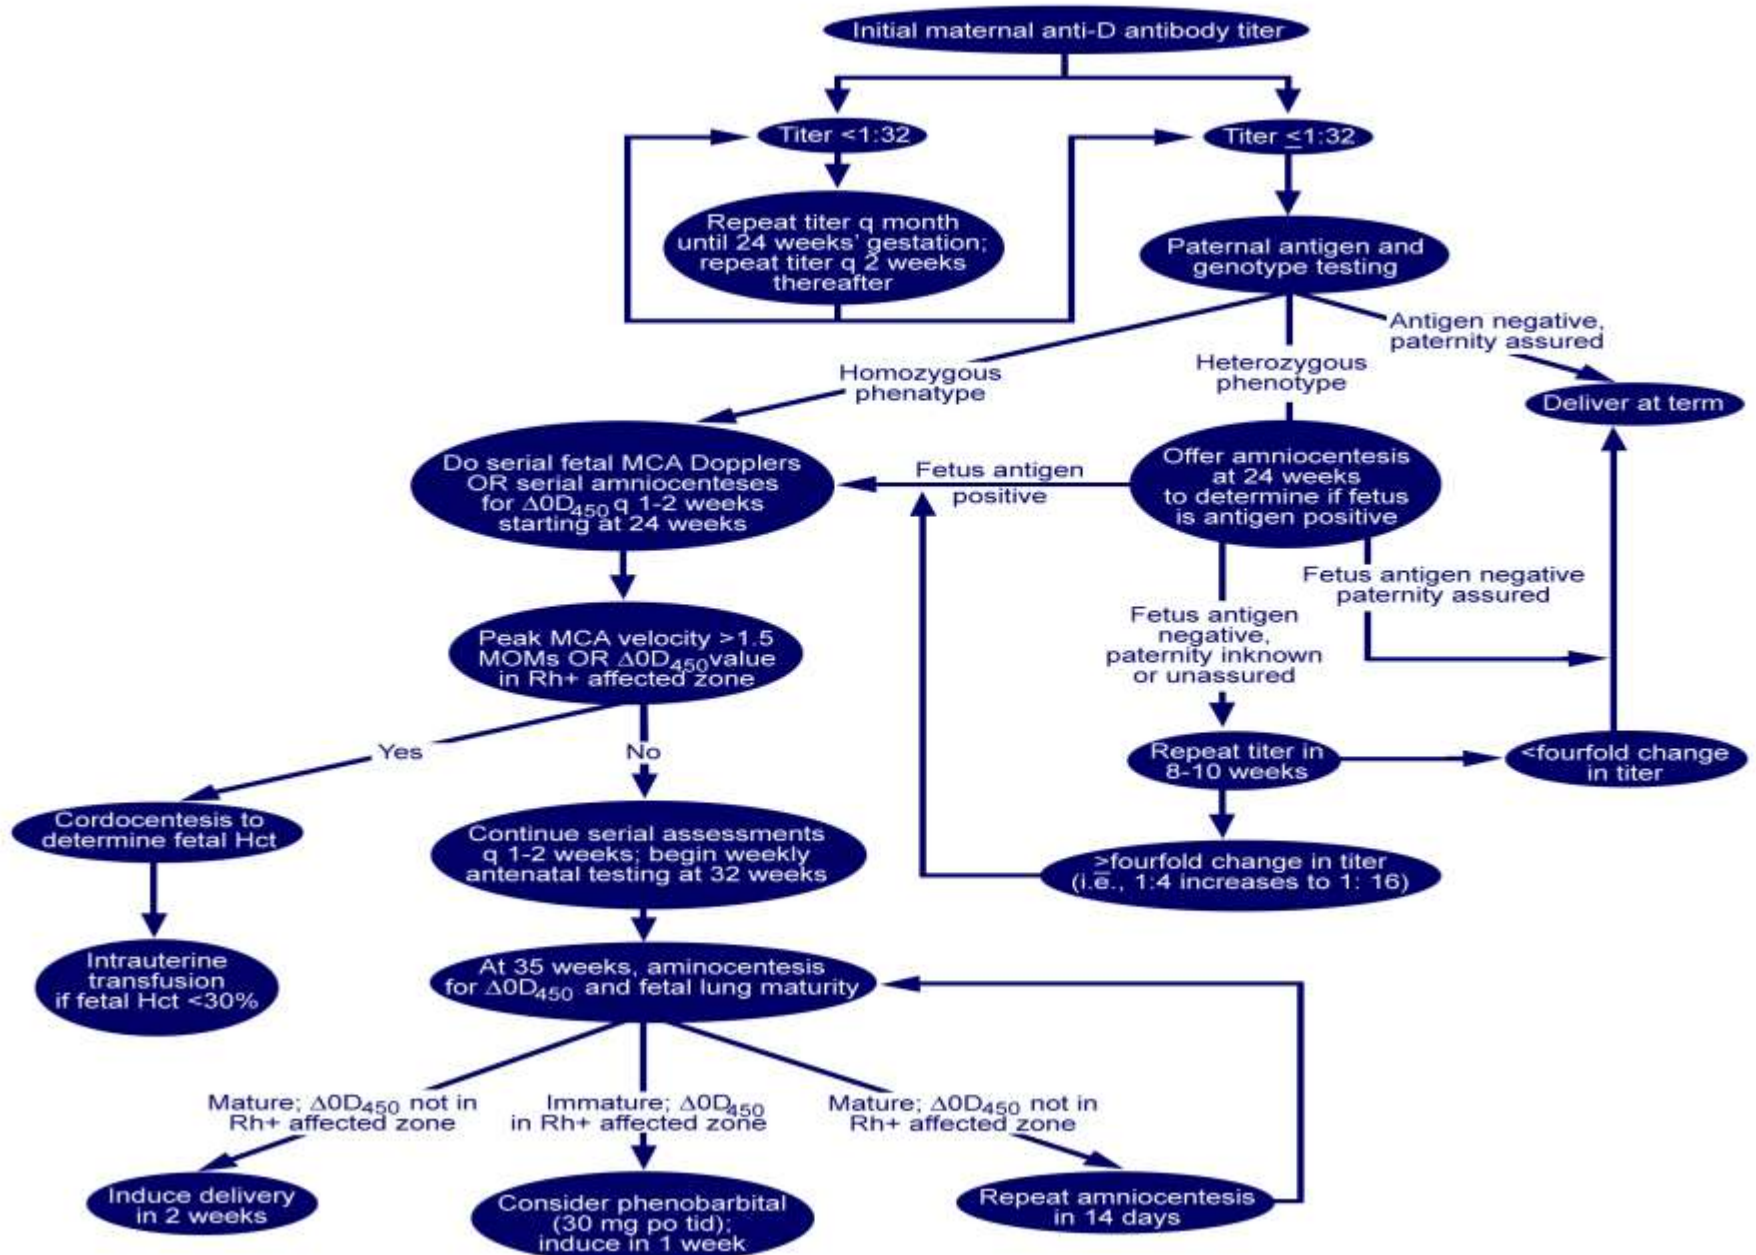 Initial maternal anti-D antibody titer
Titer <1:32
Titer ≤1:32
Repeat titer q month
until 24 weeks' gestation;
repeat titer q 2 weeks
thereafter
Paternal antigen and
genotype testing
Antigen negative,
paternity assured
Homozygous
phenatype
Heterozygous
phenotype
Deliver at term
Do serial fetal MCA Dopplers
OR serial amniocenteses
for Δ0D450 q 1-2 weeks
starting at 24 weeks
Fetus antigen
positive
Offer amniocentesis
at 24 weeks
to determine if fetus
is antigen positive
Fetus antigen negative
paternity assured
Fetus antigen
negative,
paternity inknown
or unassured
Peak MCA velocity >1.5
MOMs OR Δ0D450 value
in Rh+ affected zone
Yes
No
Repeat titer in
8-10 weeks
<fourfold change
in titer
Cordocentesis to
determine fetal Hct
Continue serial assessments
q 1-2 weeks; begin weekly
antenatal testing at 32 weeks
≥fourfold change in titer
(i.e., 1:4 increases to 1: 16)
Intrauterine
transfusion
if fetal Hct <30%
At 35 weeks, aminocentesis
for Δ0D450 and fetal lung maturity
Mature; Δ0D450 not in
Rh+ affected zone
Immature; Δ0D450
in Rh+ affected zone
Mature; Δ0D450 not in
Rh+ affected zone
Induce delivery
in 2 weeks
Consider phenobarbital
(30 mg po tid);
induce in 1 week
Repeat amniocentesis
in 14 days